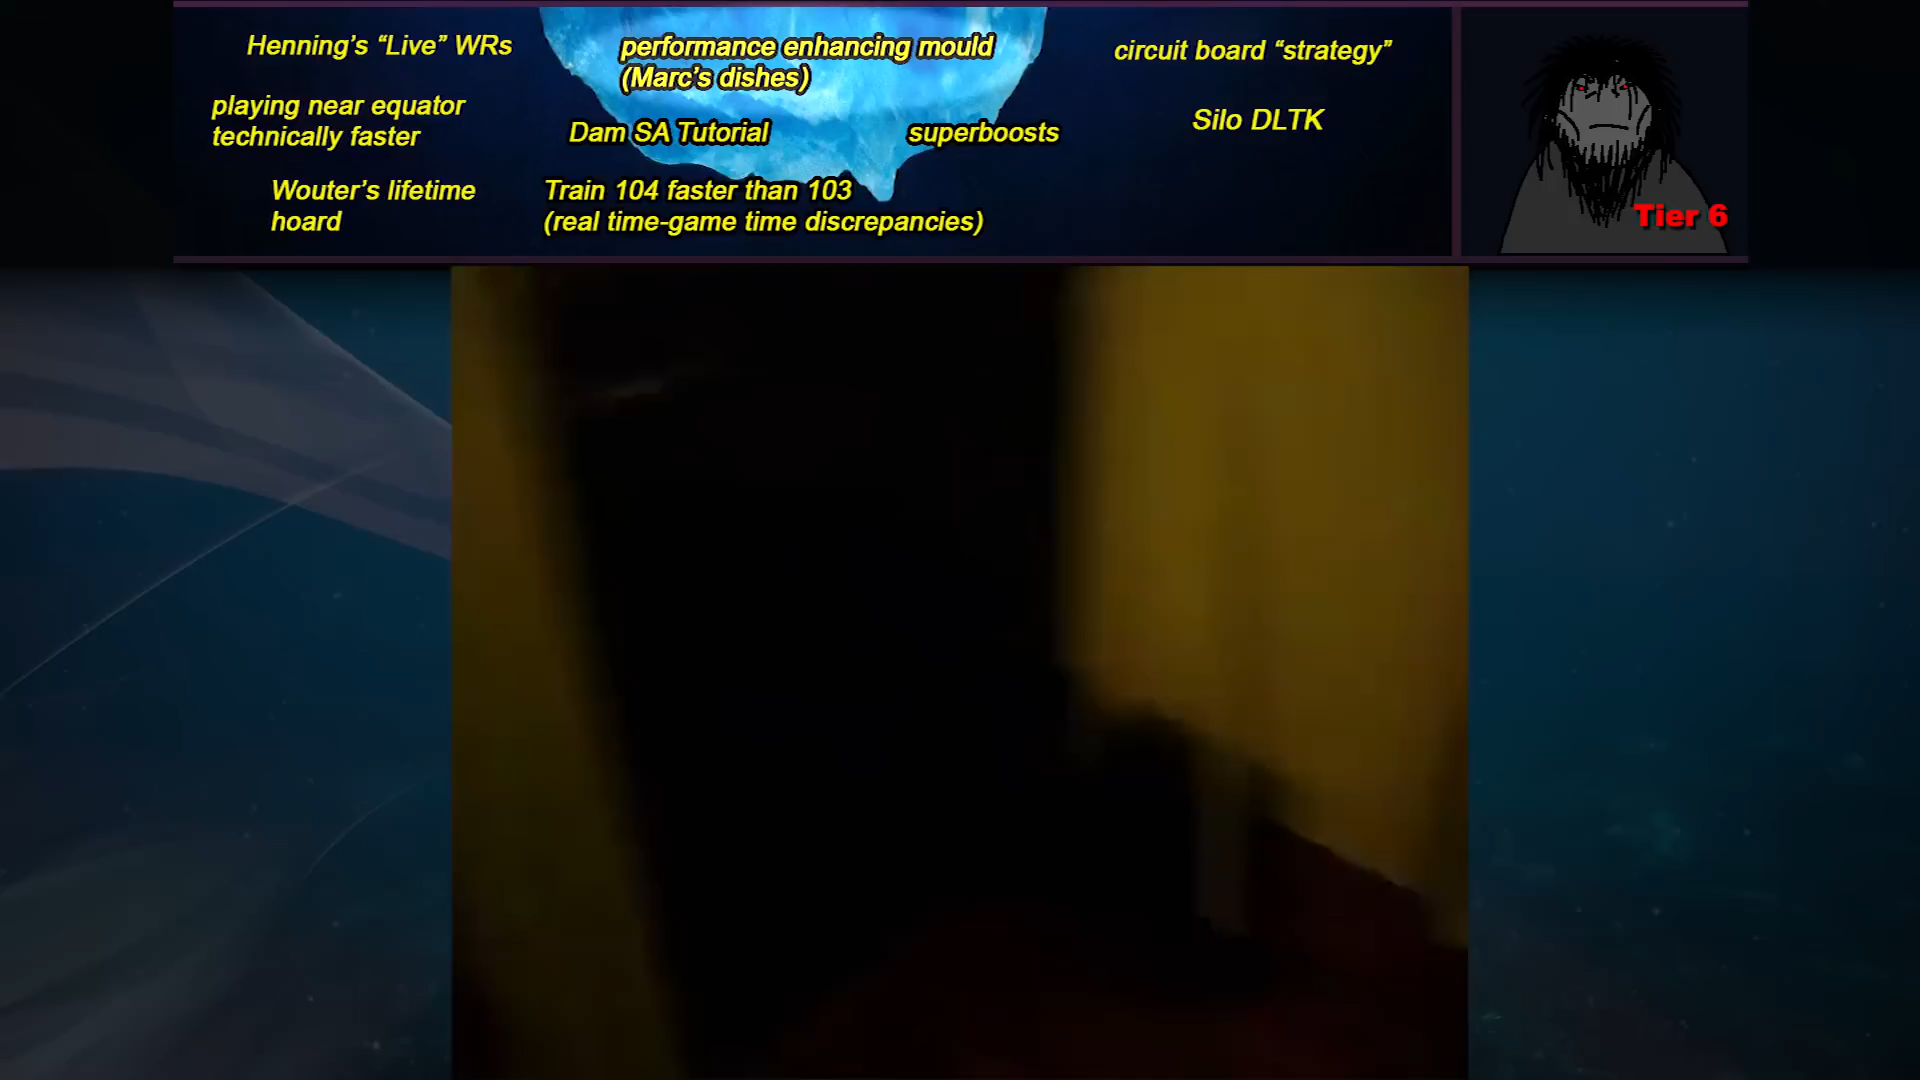 Henning's “Live” WRs
performance enhancing mould
(Marc's dishes)
circuit board “strategy”
playing near equator
technically faster
Dam SA Tutorial
superboosts
Silo DLTK
Wouter's lifetime
hoard
Train 104 faster than 103
(real time-game time discrepancies)
Tier 6